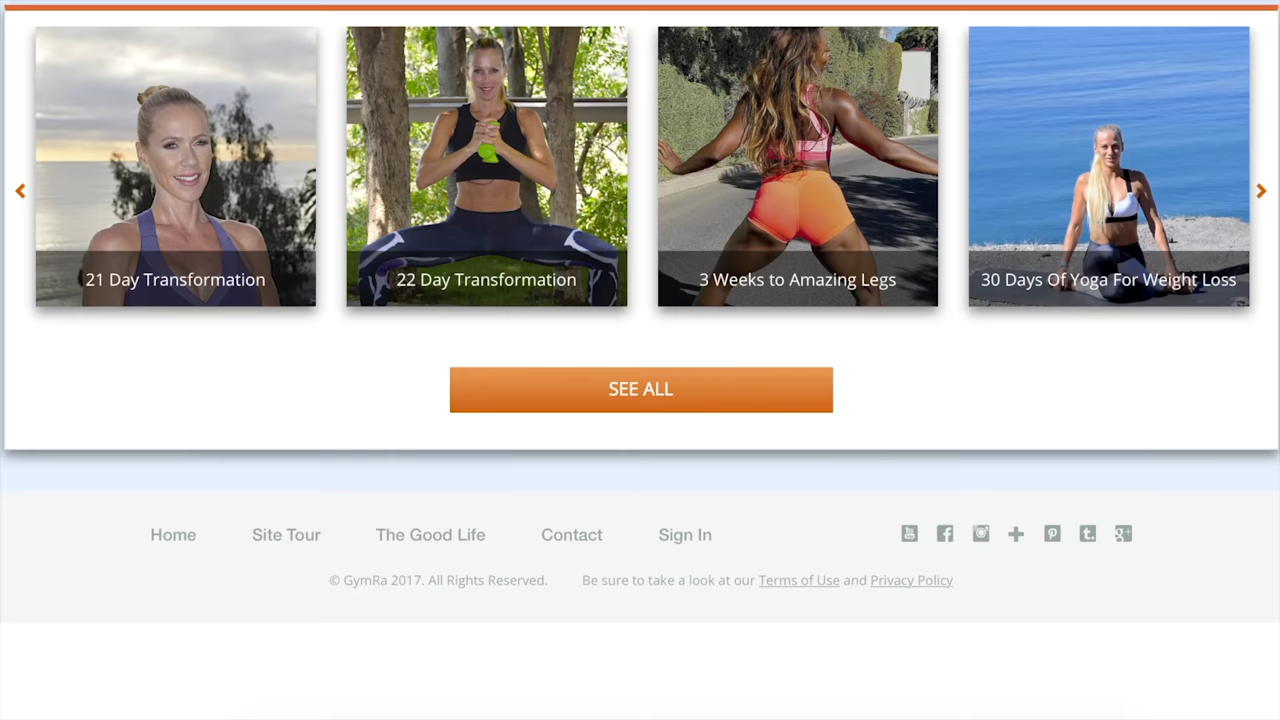 21 Day Transformation
22 Day Transformation
3 Weeks to Amazing Legs
30 Days Of Yoga For Weight Loss
SEE ALL
Home Site Tour The Good Life Contact Sign In
© GymRa 2017. All Rights Reserved. Be sure to take a look at our Terms of Use and Privacy Policy